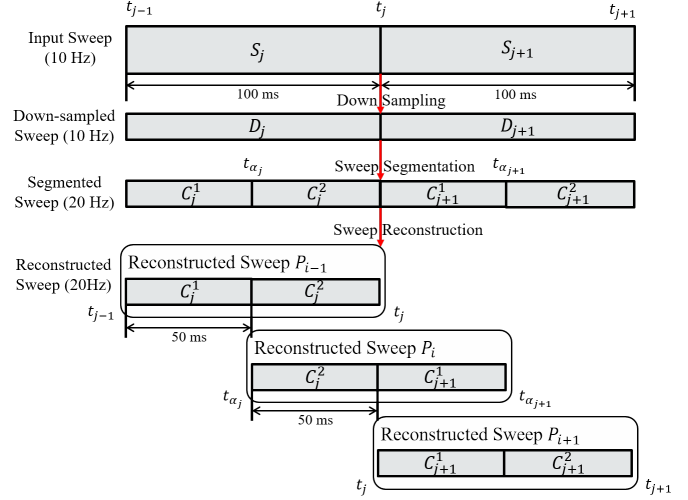 t_{j−1} t_j t_{j+1}
Input Sweep
(10 Hz)
S_j S_{j+1}
100 ms 100 ms
Down Sampling
Down-sampled
Sweep (10 Hz)
D_j D_{j+1}
t_{α_j} Sweep Segmentation t_{α_{j+1}}
Segmented
Sweep (20 Hz)
C_j^1 C_j^2 C_{j+1}^1 C_{j+1}^2
Sweep Reconstruction
Reconstructed
Sweep (20Hz)
Reconstructed Sweep P_{i−1}
C_j^1 C_j^2
t_{j−1} t_j
50 ms
Reconstructed Sweep P_i
C_j^2 C_{j+1}^1
t_{α_j} t_{α_{j+1}}
50 ms
Reconstructed Sweep P_{i+1}
C_{j+1}^1 C_{j+1}^2
t_j t_{j+1}